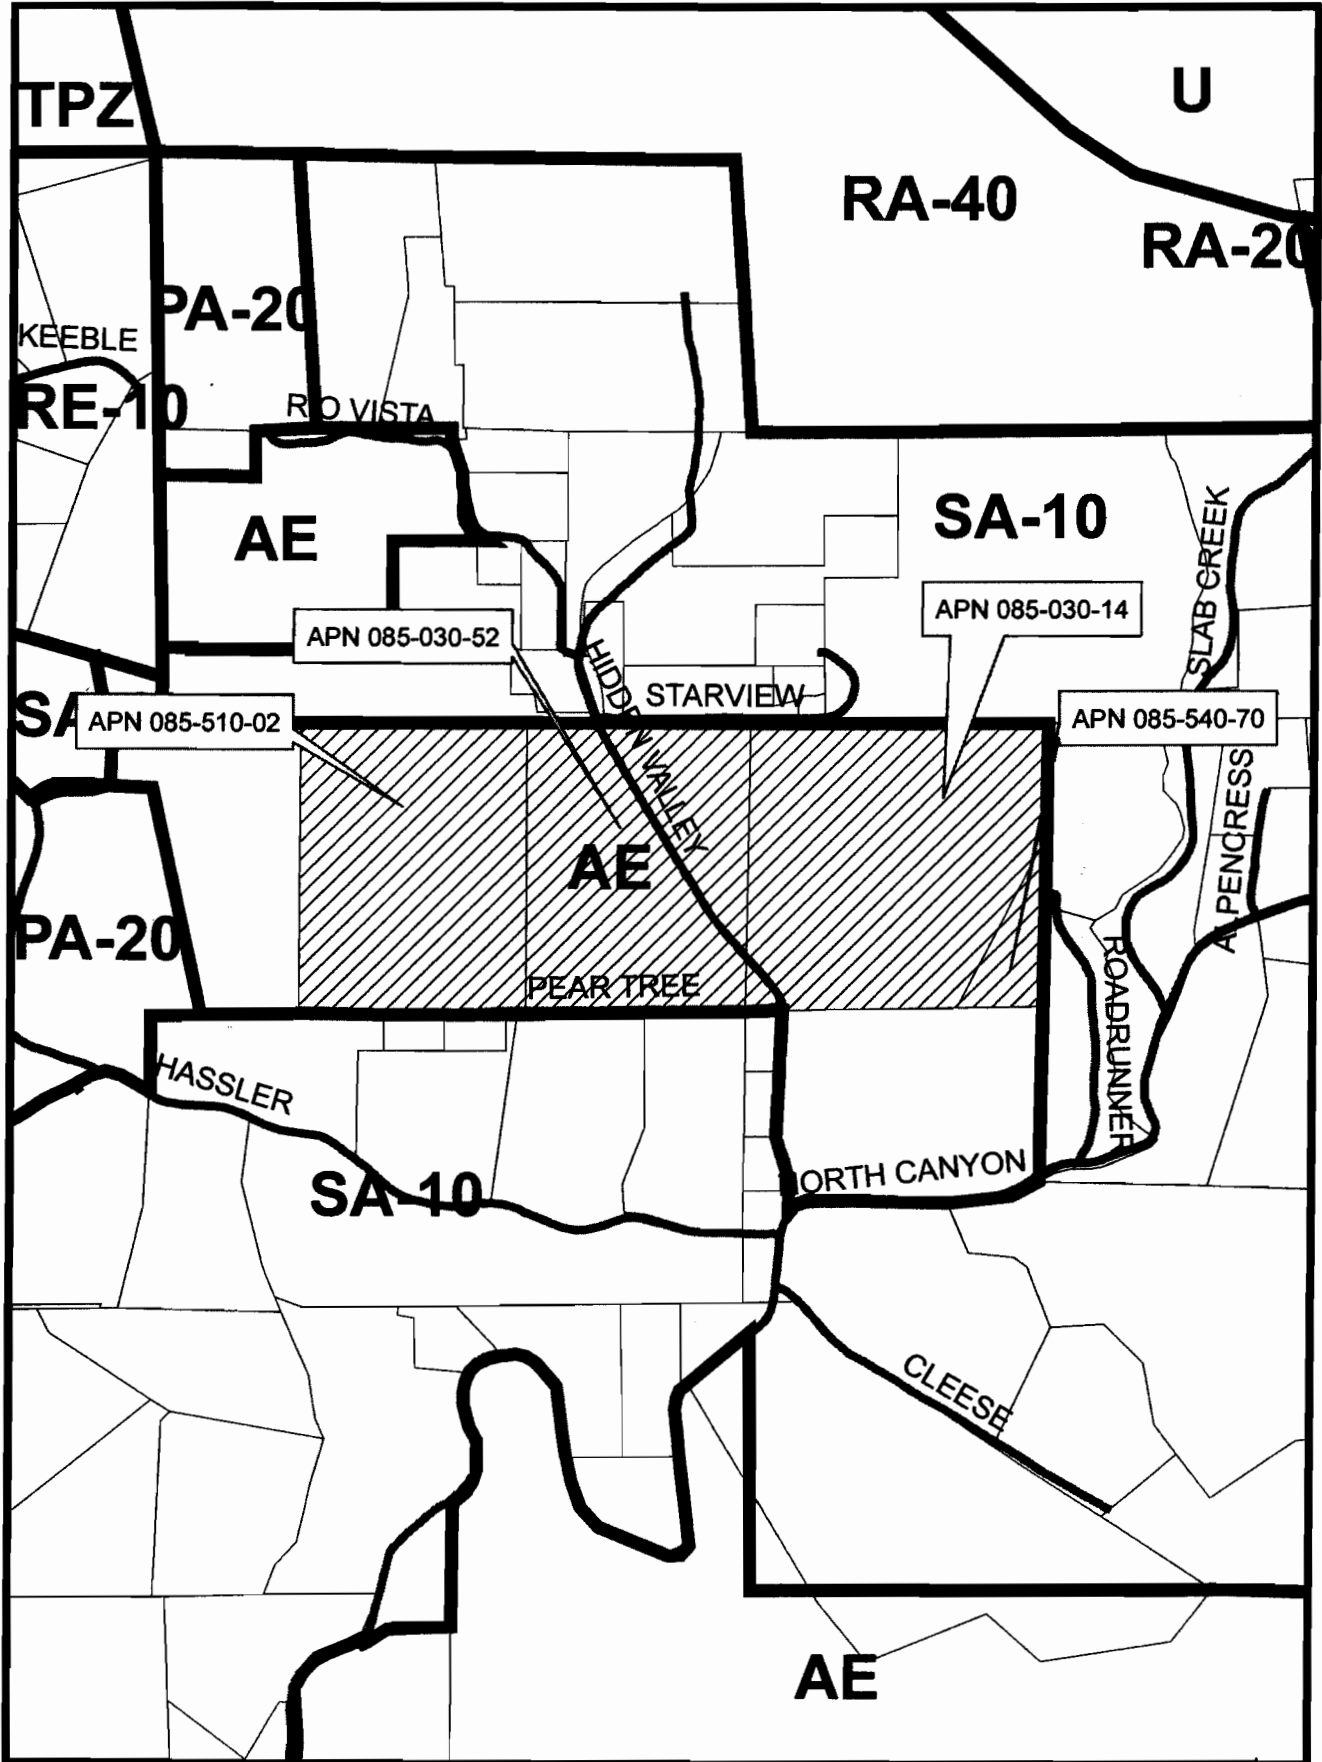 TPZ
U
RA-40
RA-20
PA-20
KEEBLE
RE-10
RIO VISTA
AE
SA-10
SLAB CREEK
APN 085-030-52
APN 085-030-14
HIDDEN VALLEY
STARVIEW
SA
APN 085-510-02
APN 085-540-70
ALPENCRESS
AE
PA-20
PEAR TREE
ROADRUNNER
HASSLER
NORTH CANYON
SA-10
CLEESE
AE